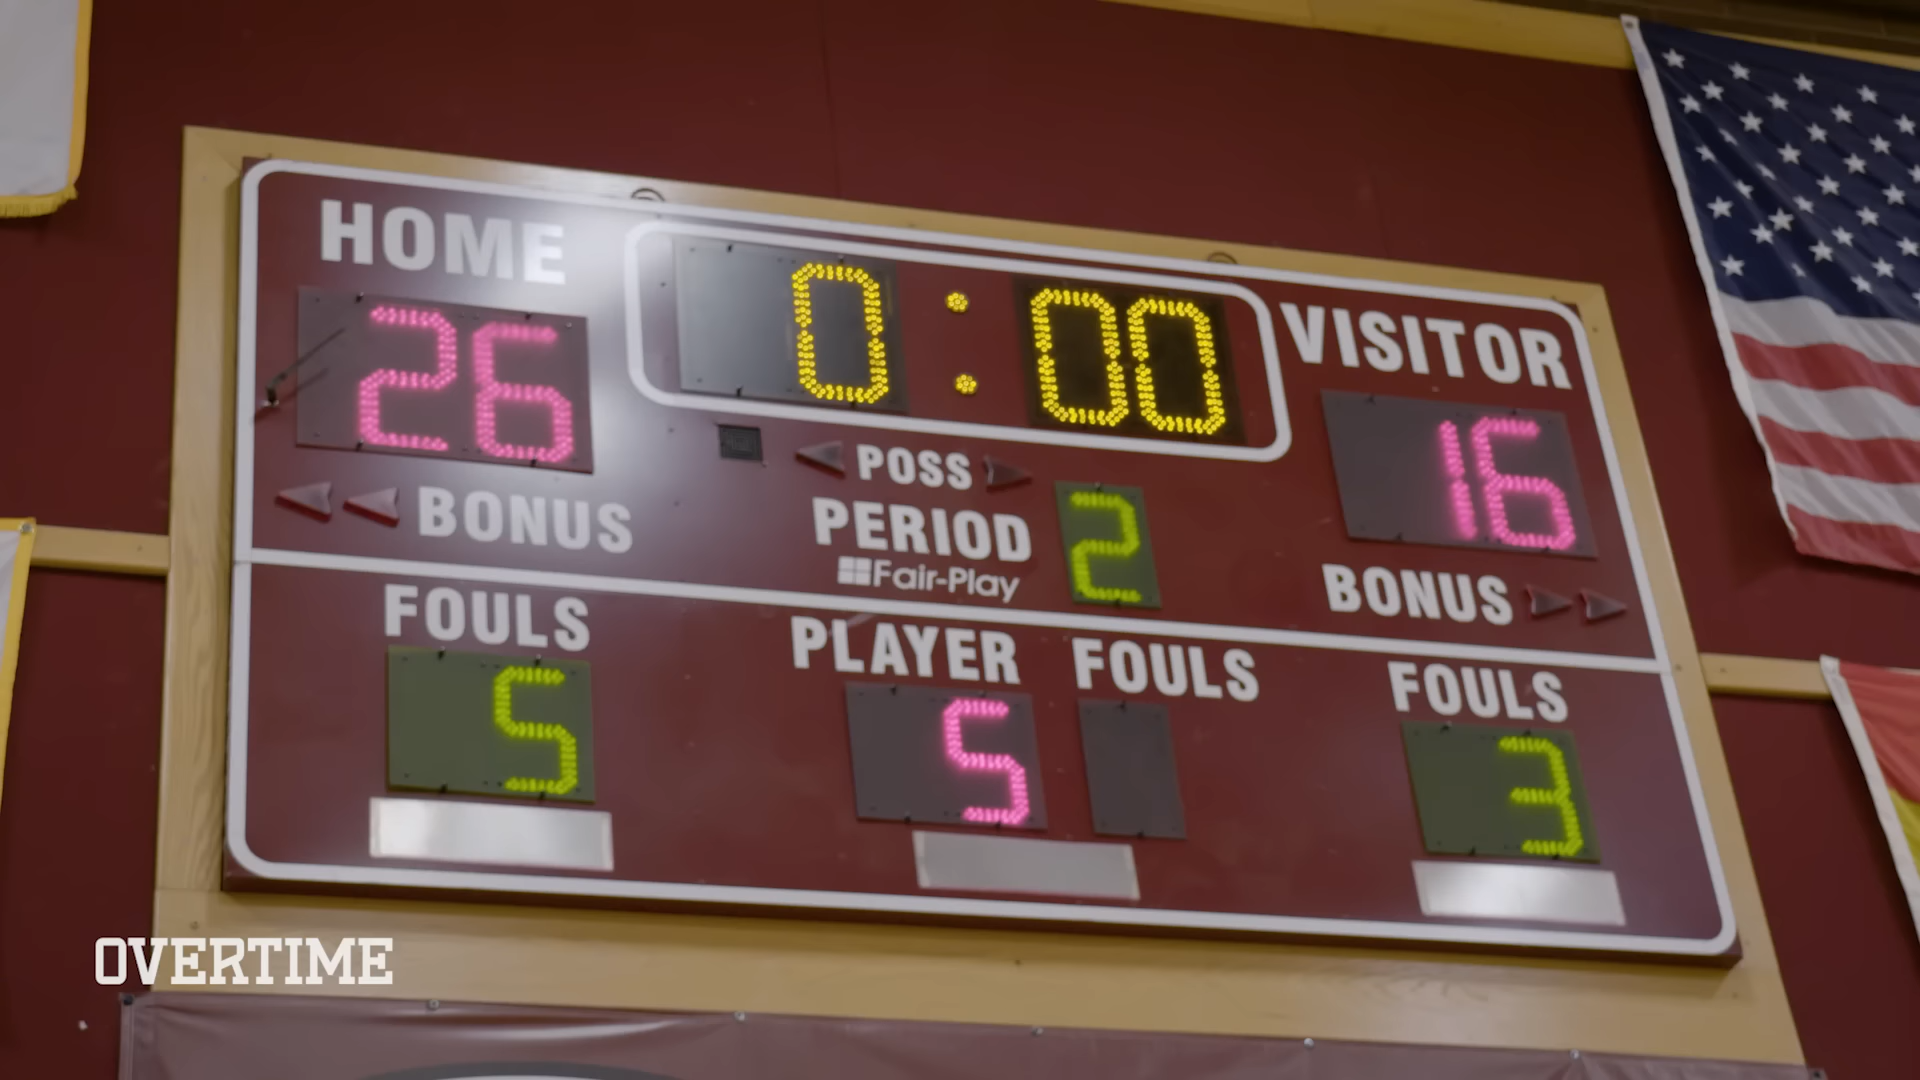 HOME
26
0:00
VISITOR
16
BONUS
POSS
PERIOD 2
Fair-Play
BONUS
FOULS
5
PLAYER FOULS
5
FOULS
3
OVERTIME